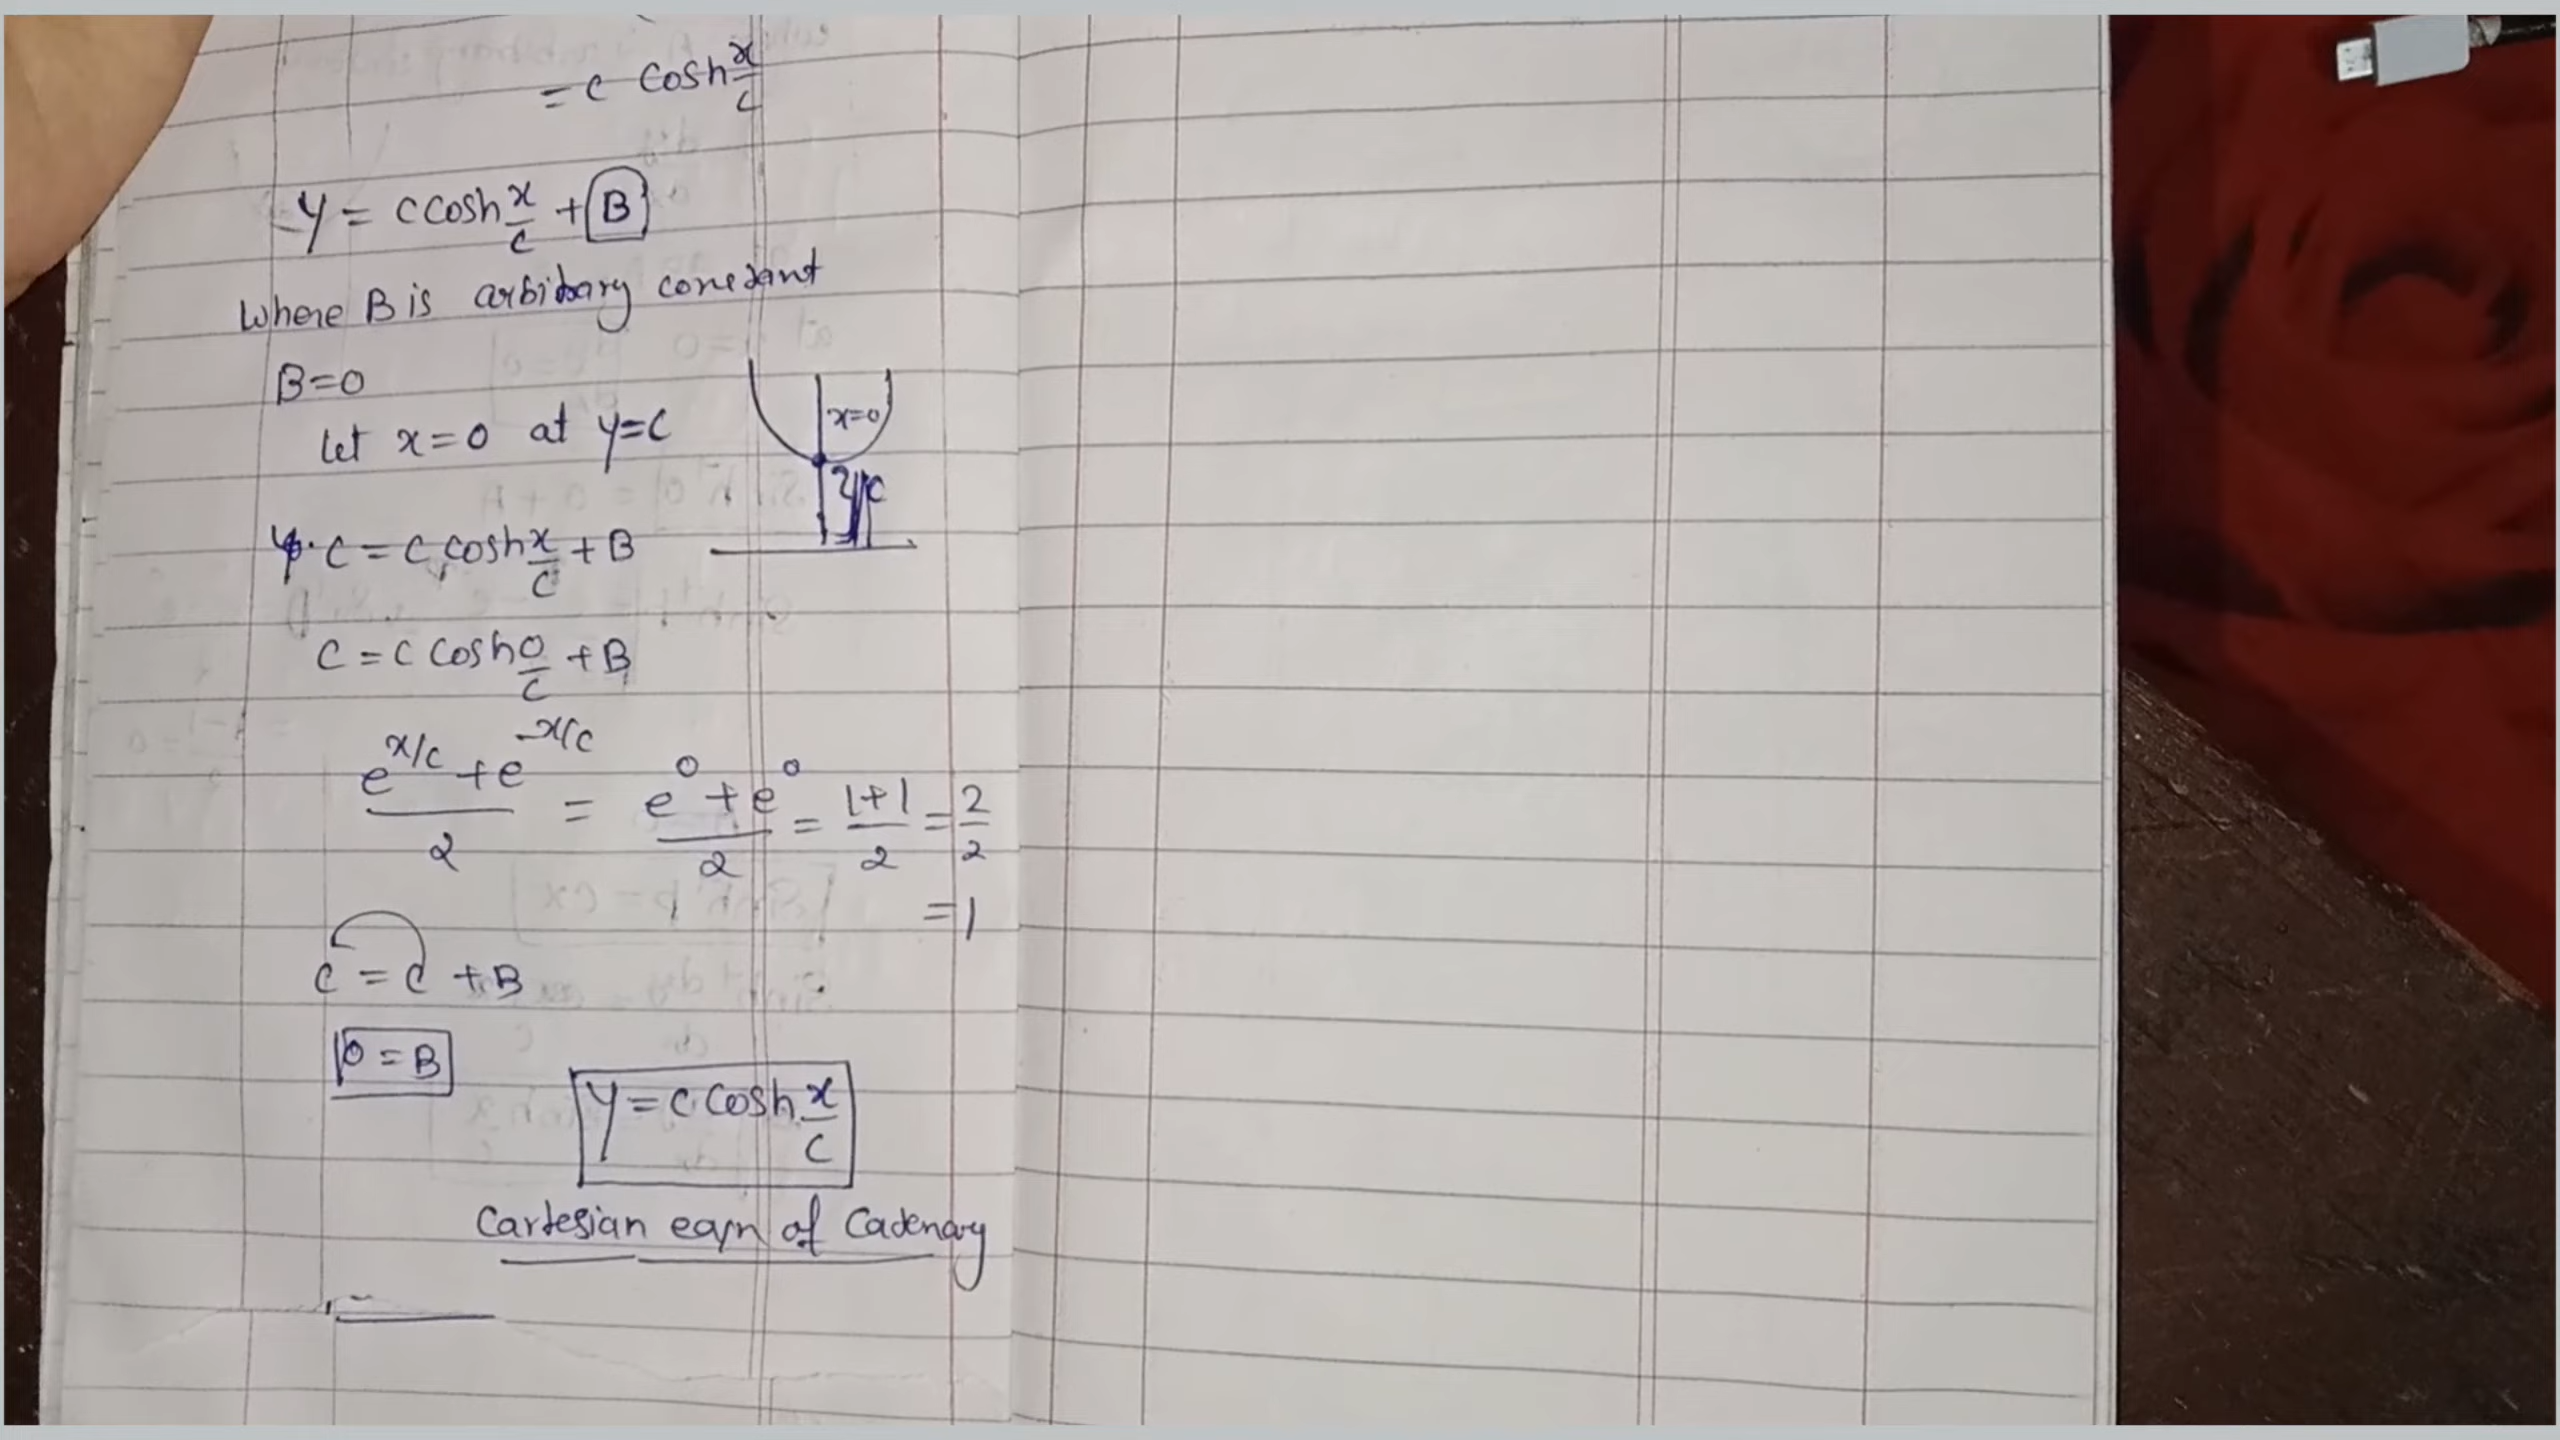 = c cosh x/c
y = c cosh x/c + B
Where B is arbitary constant
B=0
let x=0 at y=c
x=0
y. c = c cosh x/c + B
c = c cosh 0/c + B
(e^x/c + e^-x/c)/2 = (e^0 + e^0)/2 = (1+1)/2 = 2/2
=1
c = c + B
0 = B
y = c cosh x/c
Cartesian eqn of Catenary